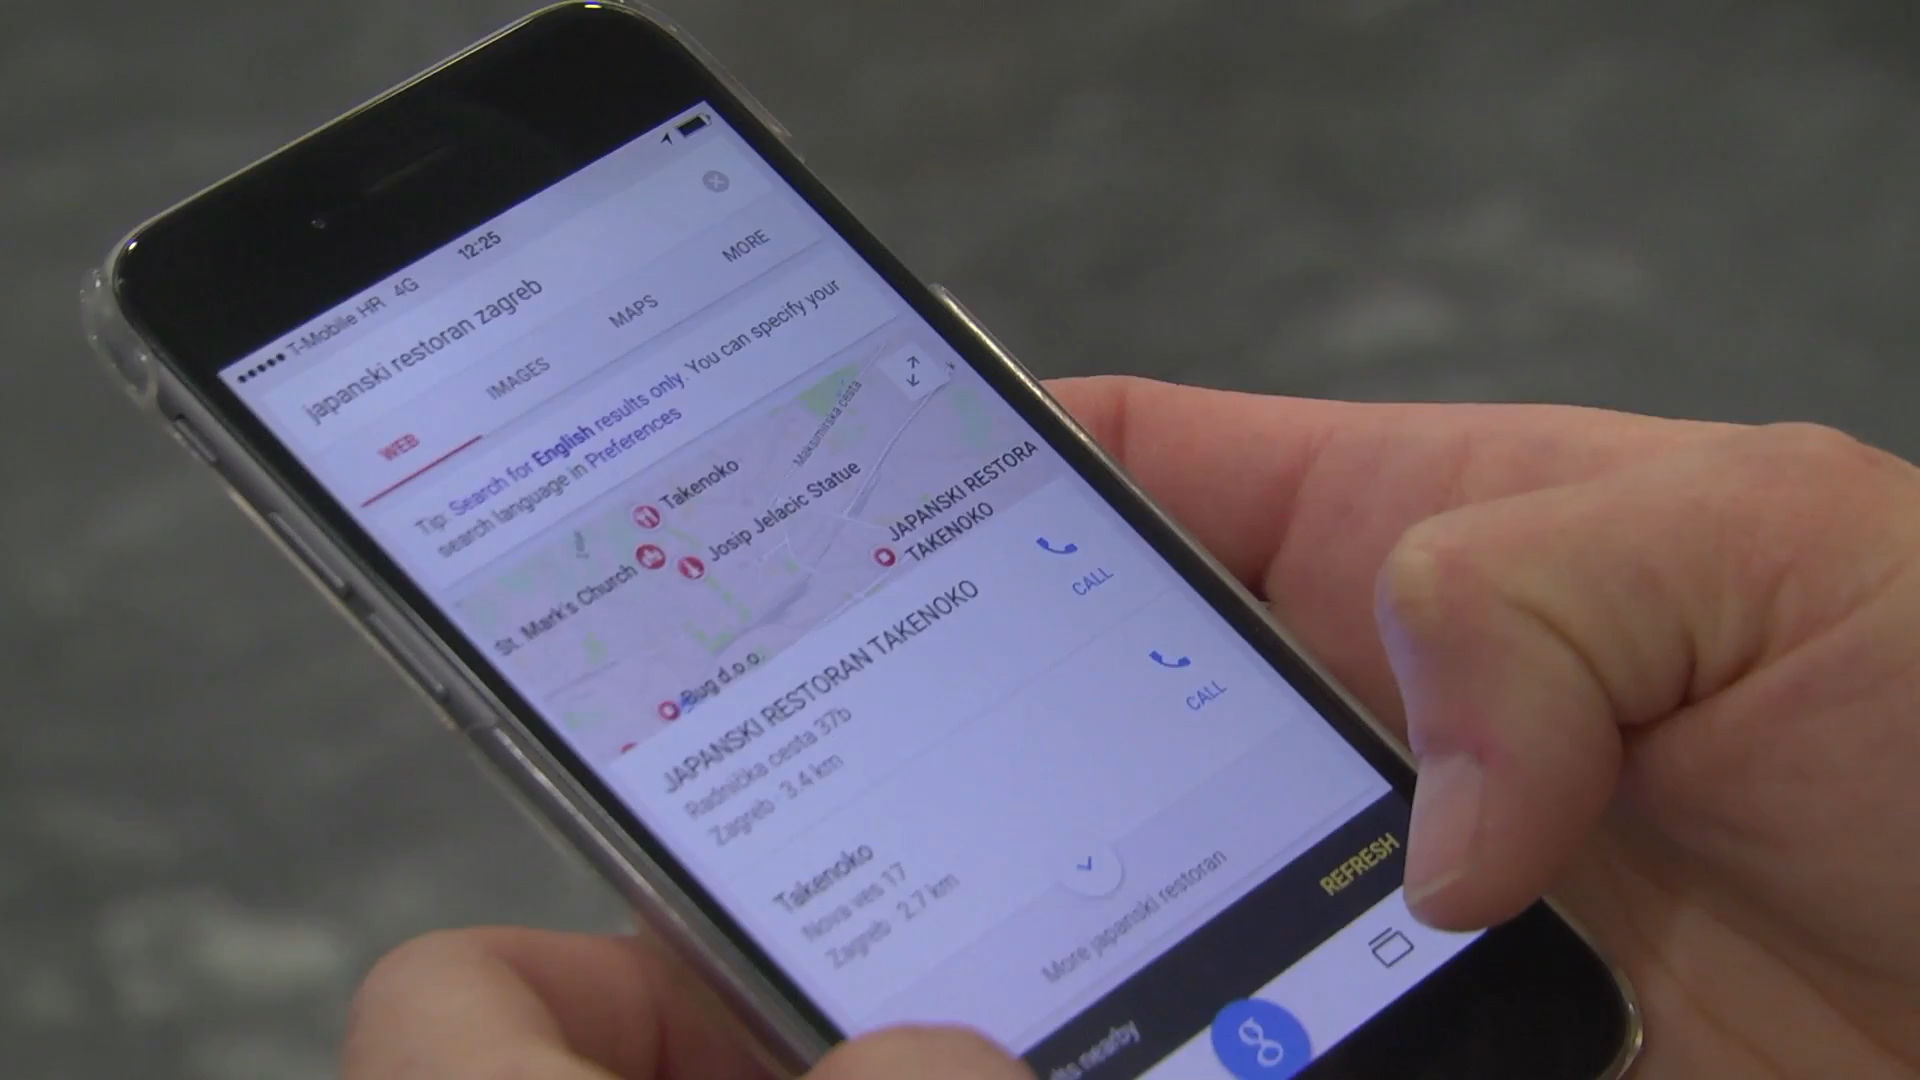 T-Mobile HR 4G 12:25
japanski restoran zagreb
WEB IMAGES MAPS MORE
Tip: Search for English results only. You can specify your
search language in Preferences
Maksimirska cesta
Takenoko
Josip Jelacic Statue
St. Mark's Church
JAPANSKI RESTORA
TAKENOKO
Bug d.o.o.
JAPANSKI RESTORAN TAKENOKO
Radnička cesta 37b
Zagreb 3.4 km
CALL
Takenoko
Nova ves 17
Zagreb 2.7 km
CALL
More japanski restoran
nearby
REFRESH
g